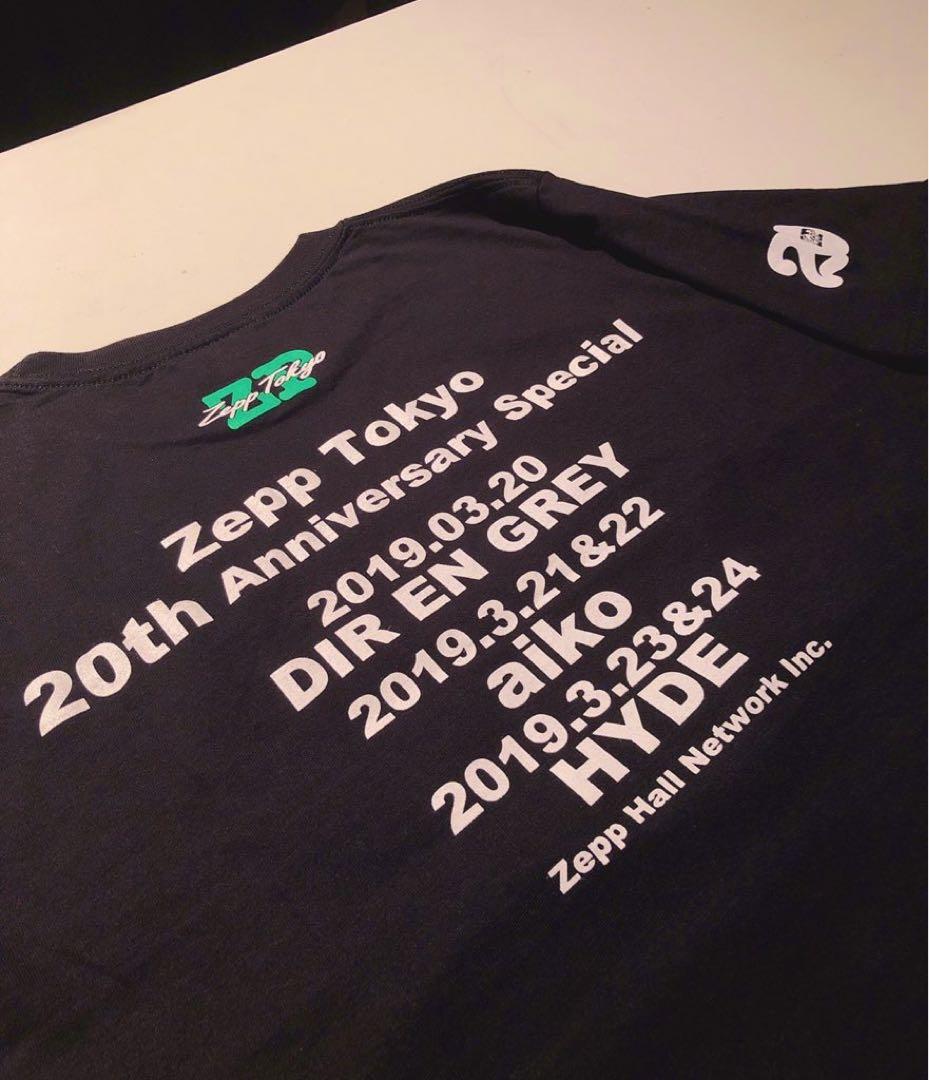 Zepp Tokyo
Zepp Tokyo
20th Anniversary Special
2019.03.20
DIR EN GREY
2019.3.21&22
aiko
2019.3.23&24
HYDE
Zepp Hall Network Inc.